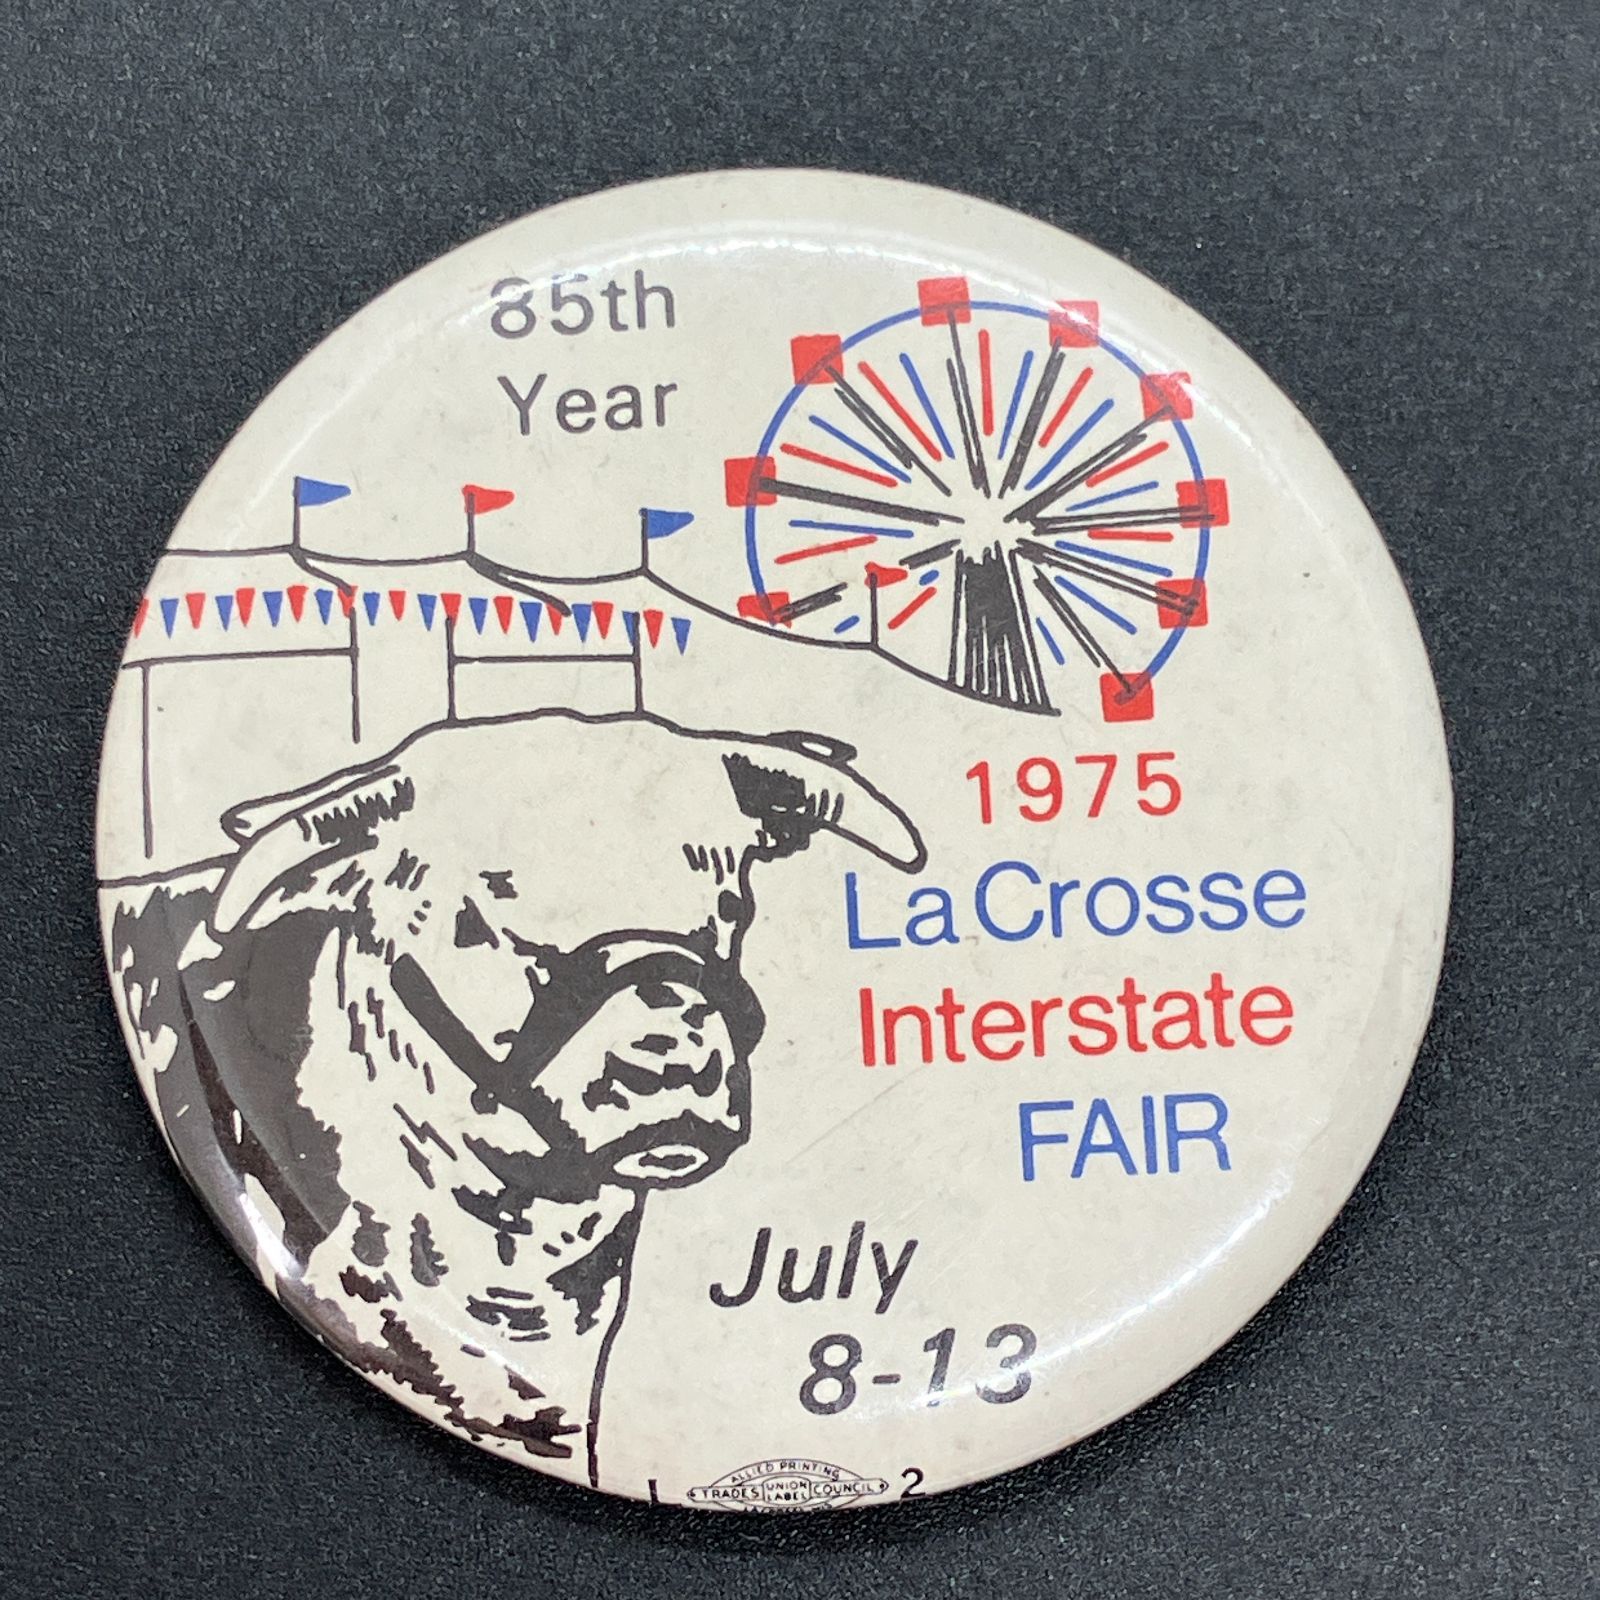 85th
Year
1975
La Crosse
Interstate
FAIR
July
8-13
ALLIED PRINTING
TRADES UNION LABEL COUNCIL
2